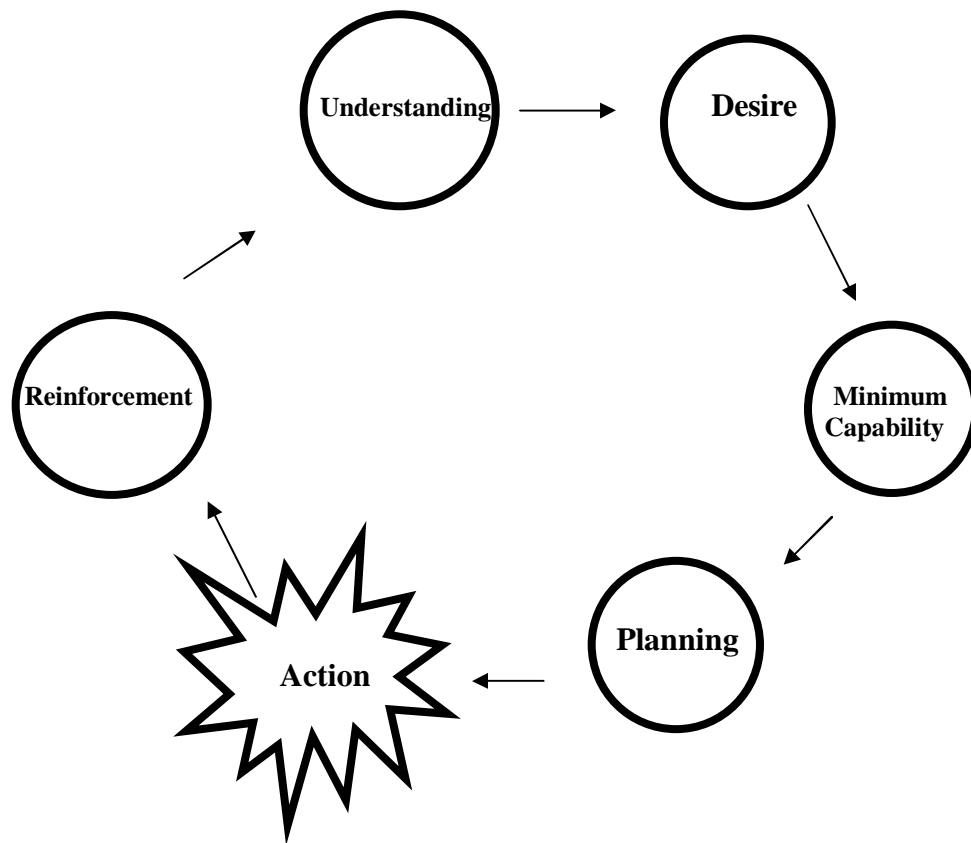 Understanding
Desire
Minimum
Capability
Planning
Action
Reinforcement